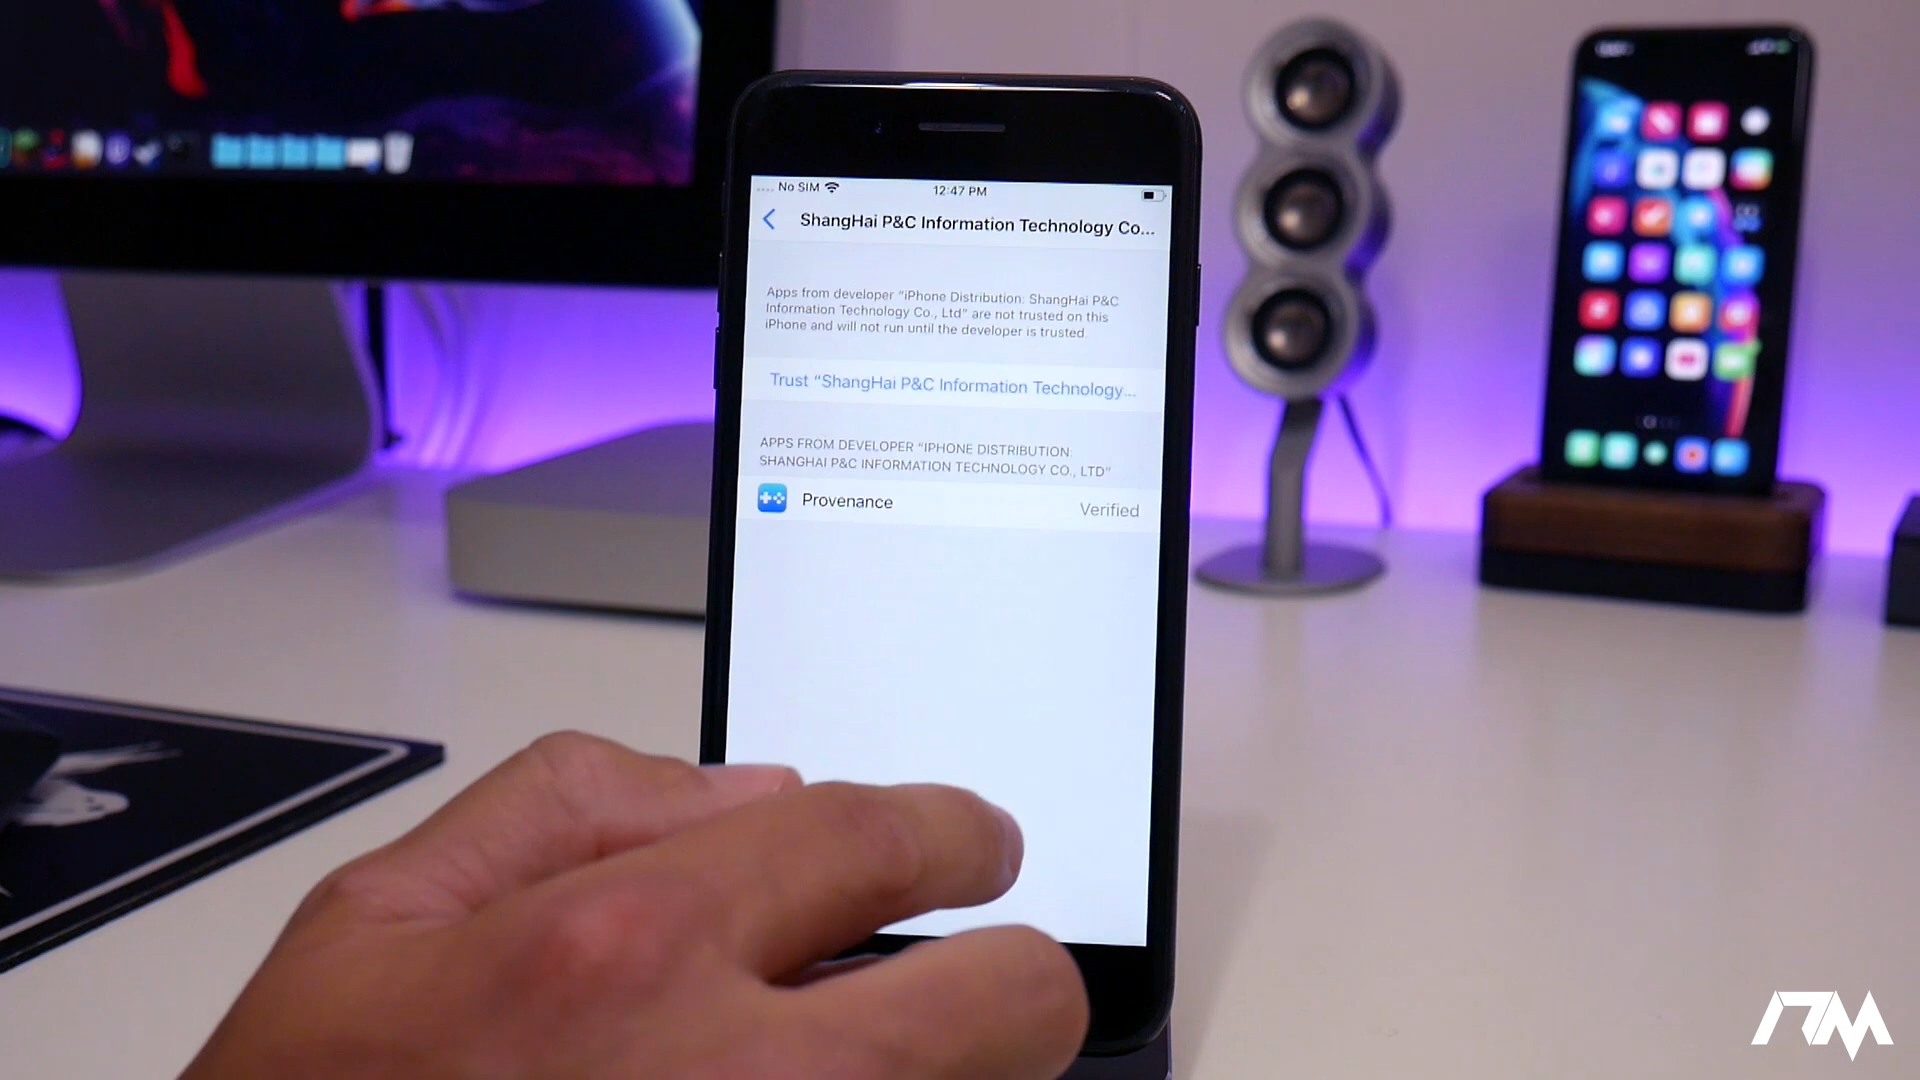 No SIM 12:47 PM
ShangHai P&C Information Technology Co...
Apps from developer “iPhone Distribution: ShangHai P&C
Information Technology Co., Ltd” are not trusted on this
iPhone and will not run until the developer is trusted.
Trust “ShangHai P&C Information Technology...
APPS FROM DEVELOPER “IPHONE DISTRIBUTION:
SHANGHAI P&C INFORMATION TECHNOLOGY CO., LTD”
Provenance Verified